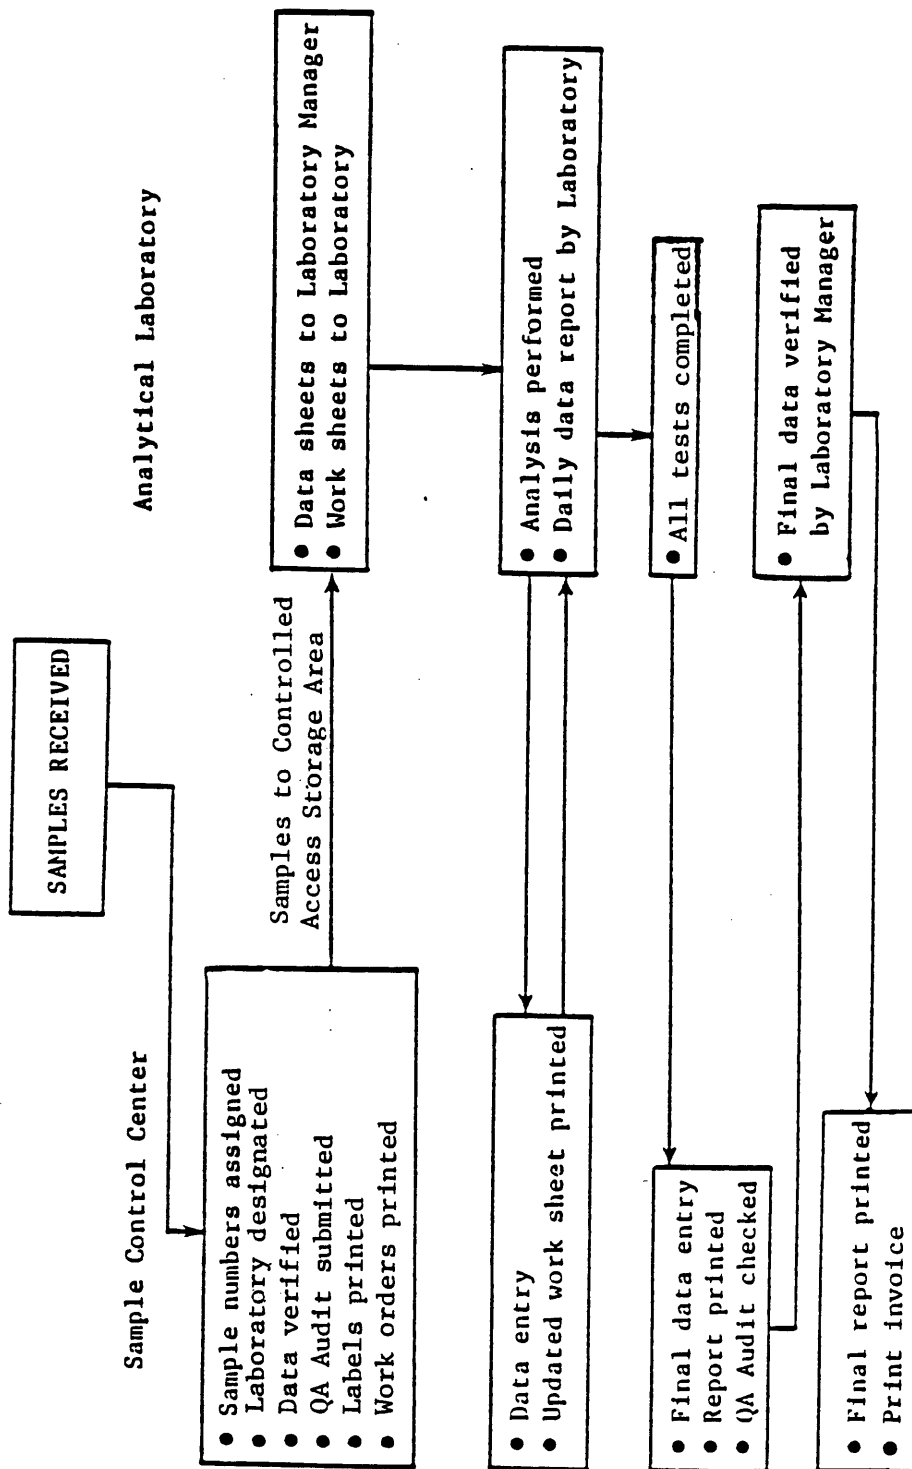 SAMPLES RECEIVED
Sample Control Center
Analytical Laboratory
● Sample numbers assigned
● Laboratory designated
● Data verified
● QA Audit submitted
● Labels printed
● Work orders printed
Samples to Controlled
Access Storage Area
● Data sheets to Laboratory Manager
● Work sheets to Laboratory
● Analysis performed
● Daily data report by Laboratory
● Data entry
● Updated work sheet printed
● All tests completed
● Final data entry
● Report printed
● QA Audit checked
● Final data verified
by Laboratory Manager
● Final report printed
● Print invoice